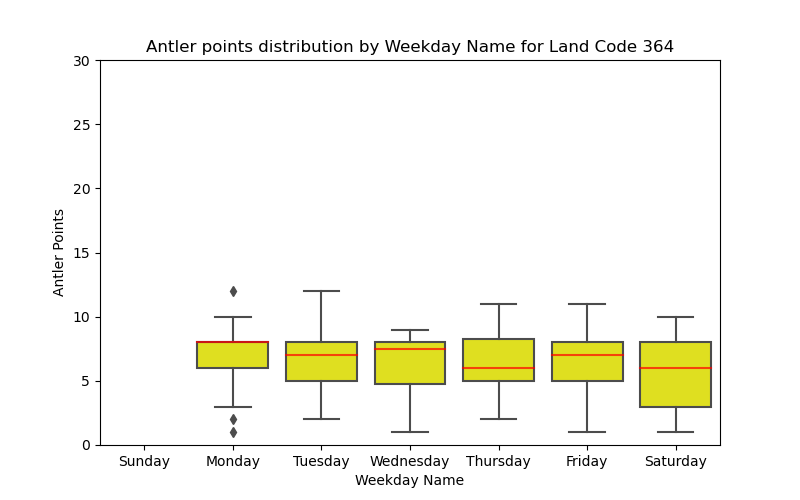 Antler points distribution by Weekday Name for Land Code 364
30
25
20
15
10
5
0
Antler Points
Sunday Monday Tuesday Wednesday Thursday Friday Saturday
Weekday Name